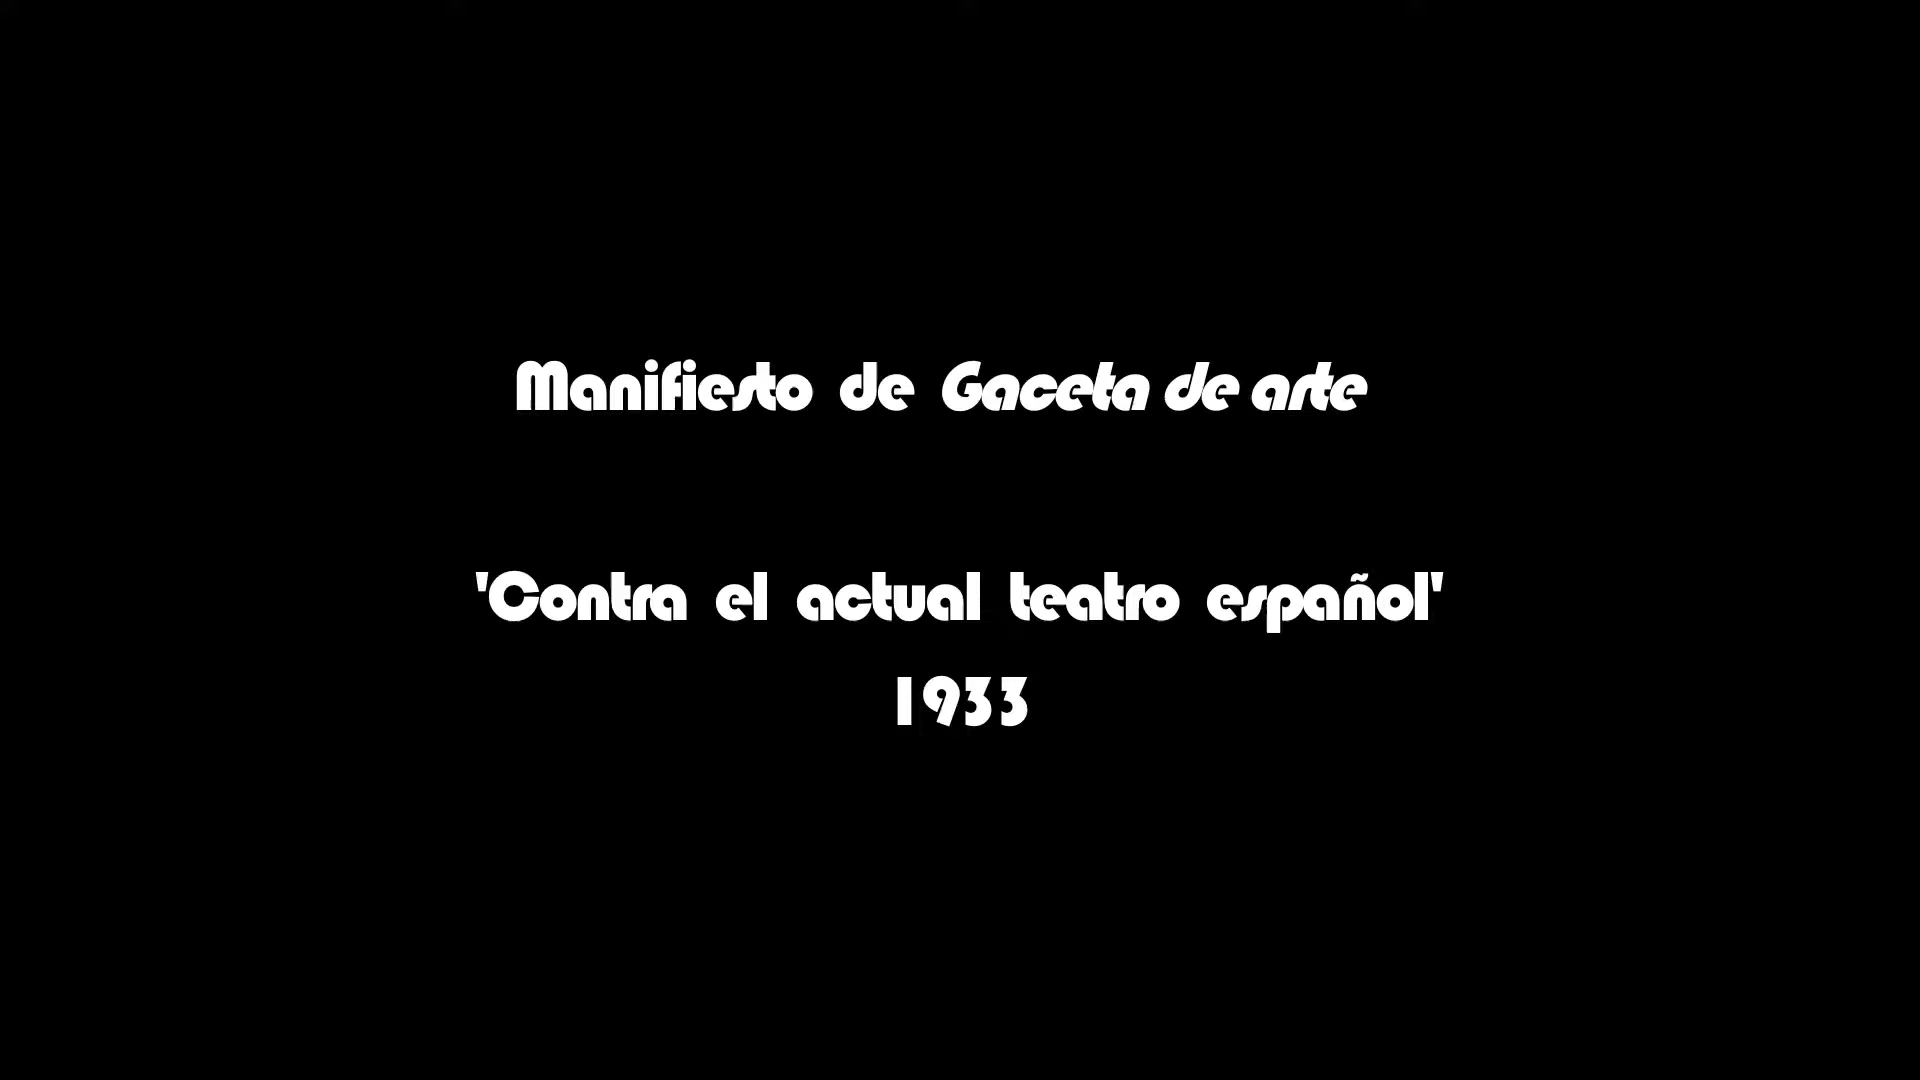 Manifiesto de Gaceta de arte
'Contra el actual teatro español'
1933